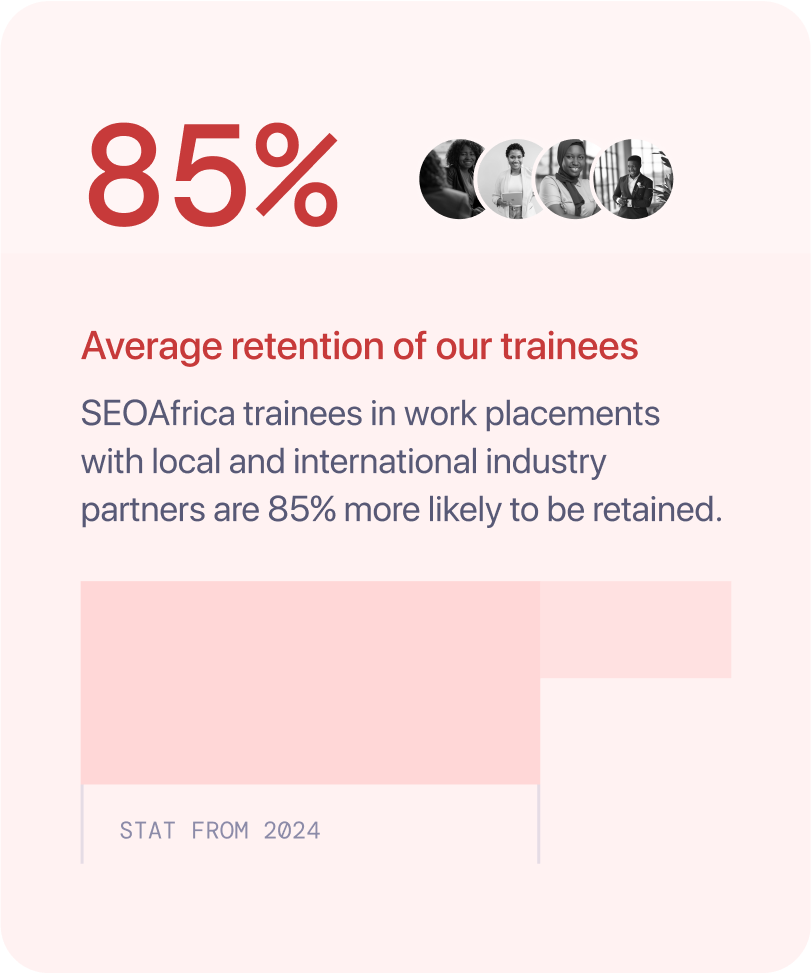 85%
Average retention of our trainees
SEOAfrica trainees in work placements
with local and international industry
partners are 85% more likely to be retained.
STAT FROM 2024